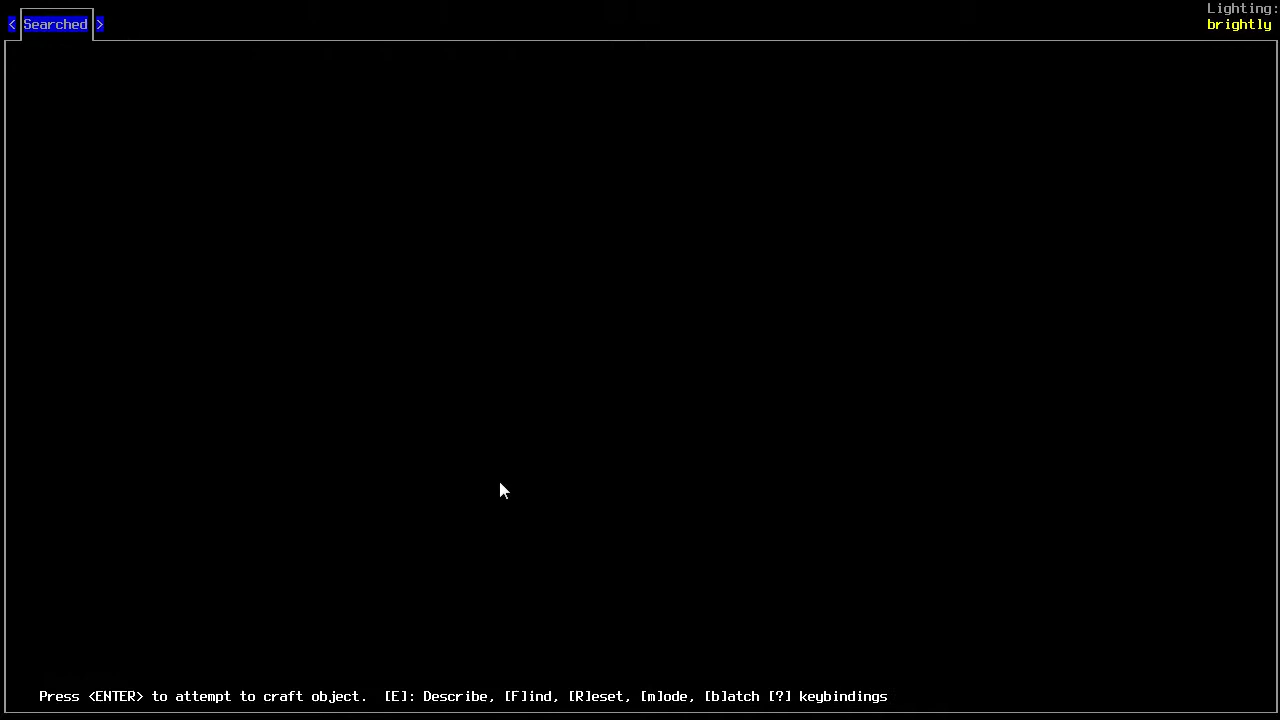 Lighting:
< Searched >
brightly
Press <ENTER> to attempt to craft object.  [E]: Describe, [F]ind, [R]eset, [m]ode, [b]atch [?] keybindings